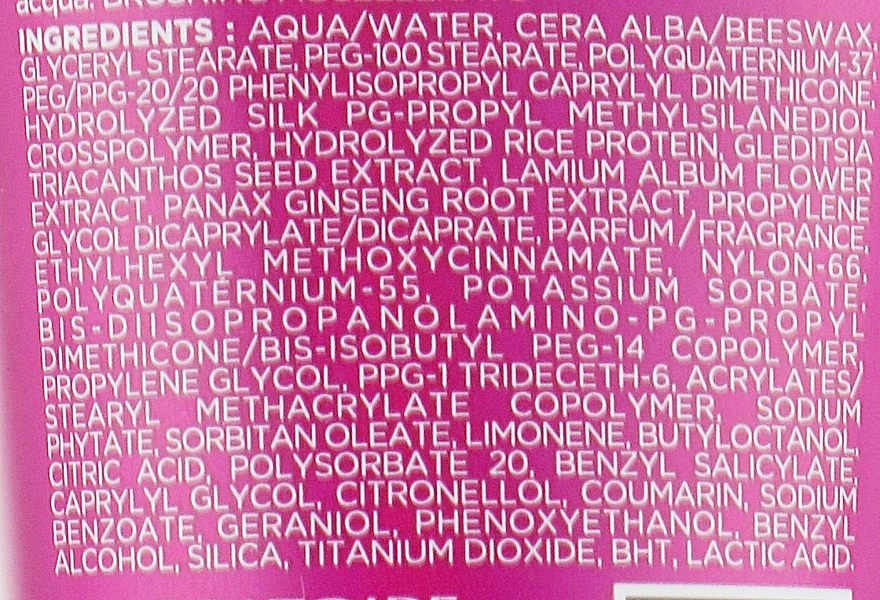 acqua.
INGREDIENTS : AQUA/WATER, CERA ALBA/BEESWAX,
GLYCERYL STEARATE, PEG-100 STEARATE, POLYQUATERNIUM-37,
PEG/PPG-20/20 PHENYLISOPROPYL CAPRYLYL DIMETHICONE,
HYDROLYZED SILK PG-PROPYL METHYLSILANEDIOL
CROSSPOLYMER, HYDROLYZED RICE PROTEIN, GLEDITSIA
TRIACANTHOS SEED EXTRACT, LAMIUM ALBUM FLOWER
EXTRACT, PANAX GINSENG ROOT EXTRACT, PROPYLENE
GLYCOL DICAPRYLATE/DICAPRATE, PARFUM/FRAGRANCE,
ETHYLHEXYL METHOXYCINNAMATE, NYLON-66,
POLYQUATERNIUM-55, POTASSIUM SORBATE,
BIS-DIISOPROPANOLAMINO-PG-PROPYL
DIMETHICONE/BIS-ISOBUTYL PEG-14 COPOLYMER,
PROPYLENE GLYCOL, PPG-1 TRIDECETH-6, ACRYLATES/
STEARYL METHACRYLATE COPOLYMER, SODIUM
PHYTATE, SORBITAN OLEATE, LIMONENE, BUTYLOCTANOL,
CITRIC ACID, POLYSORBATE 20, BENZYL SALICYLATE,
CAPRYLYL GLYCOL, CITRONELLOL, COUMARIN, SODIUM
BENZOATE, GERANIOL, PHENOXYETHANOL, BENZYL
ALCOHOL, SILICA, TITANIUM DIOXIDE, BHT, LACTIC ACID.